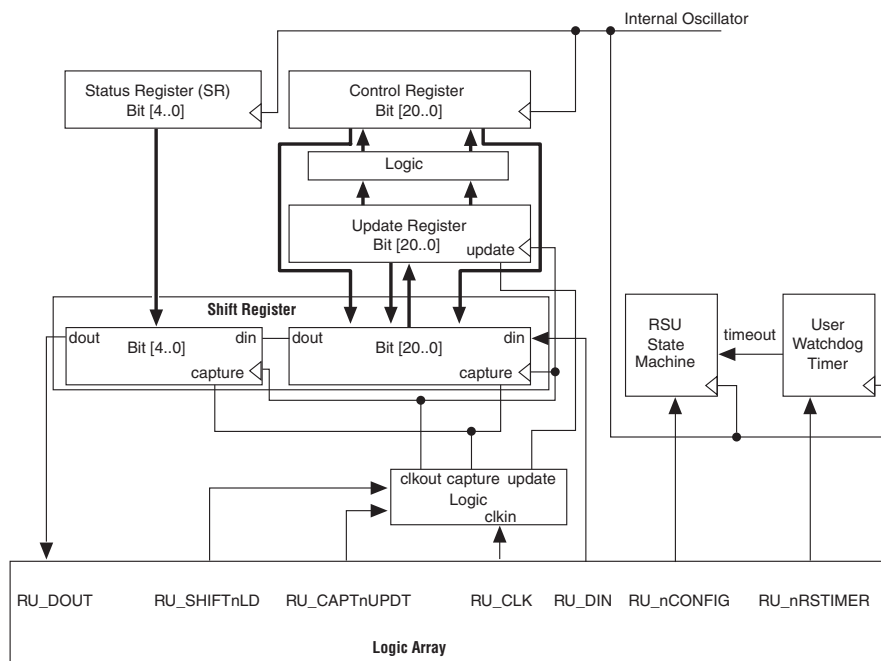 Internal Oscillator
Status Register (SR)
Bit [4..0]
Control Register
Bit [20..0]
Logic
Update Register
Bit [20..0]
update
Shift Register
dout
Bit [4..0]
din
capture
dout
Bit [20..0]
din
capture
RSU
State
Machine
timeout
User
Watchdog
Timer
clkout capture update
Logic
clkin
RU_DOUT RU_SHIFTnLD RU_CAPTnUPDT RU_CLK RU_DIN RU_nCONFIG RU_nRSTIMER
Logic Array